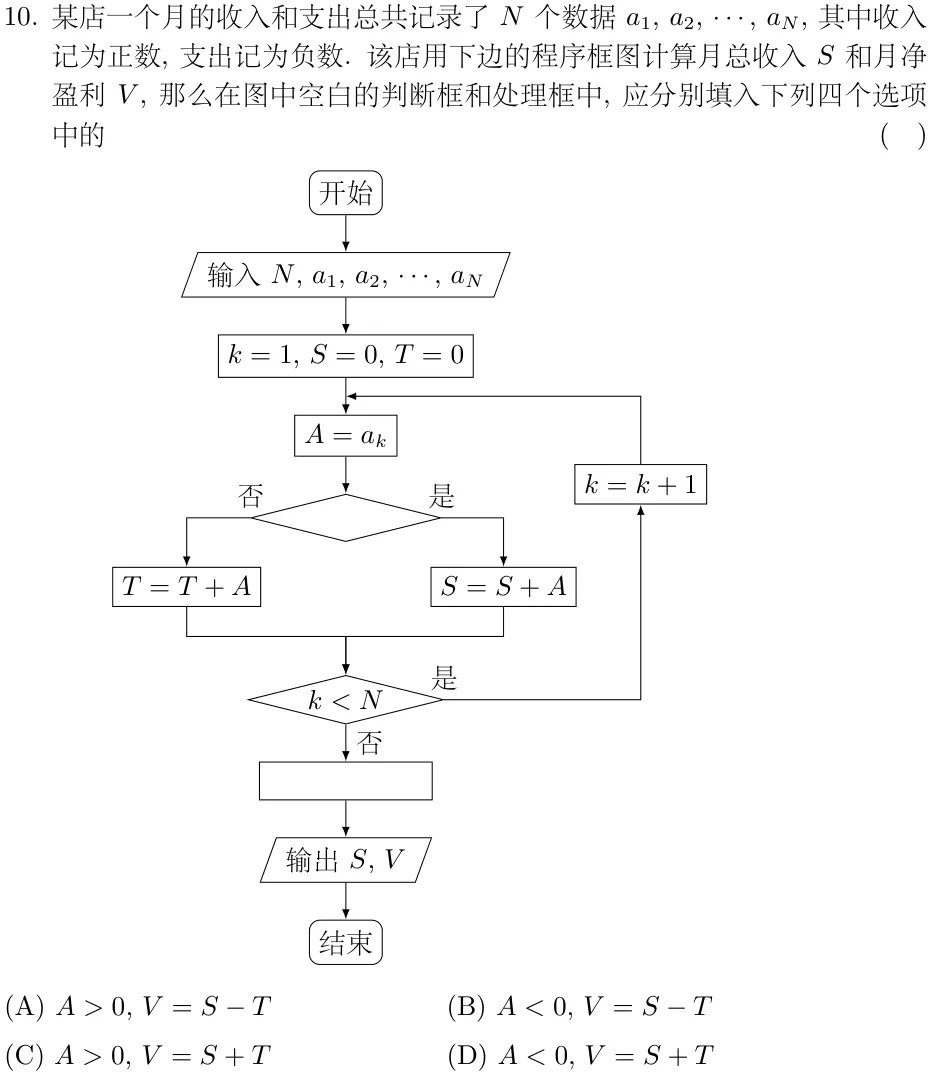 10. 某店一个月的收入和支出总共记录了 N 个数据 a₁, a₂, ⋯, a_N, 其中收入
记为正数, 支出记为负数. 该店用下边的程序框图计算月总收入 S 和月净
盈利 V, 那么在图中空白的判断框和处理框中, 应分别填入下列四个选项
中的 ( )
开始
输入 N, a₁, a₂, ⋯, a_N
k = 1, S = 0, T = 0
A = a_k
k = k + 1
否 是
T = T + A S = S + A
是
k < N
否
输出 S, V
结束
(A) A > 0, V = S − T (B) A < 0, V = S − T
(C) A > 0, V = S + T (D) A < 0, V = S + T